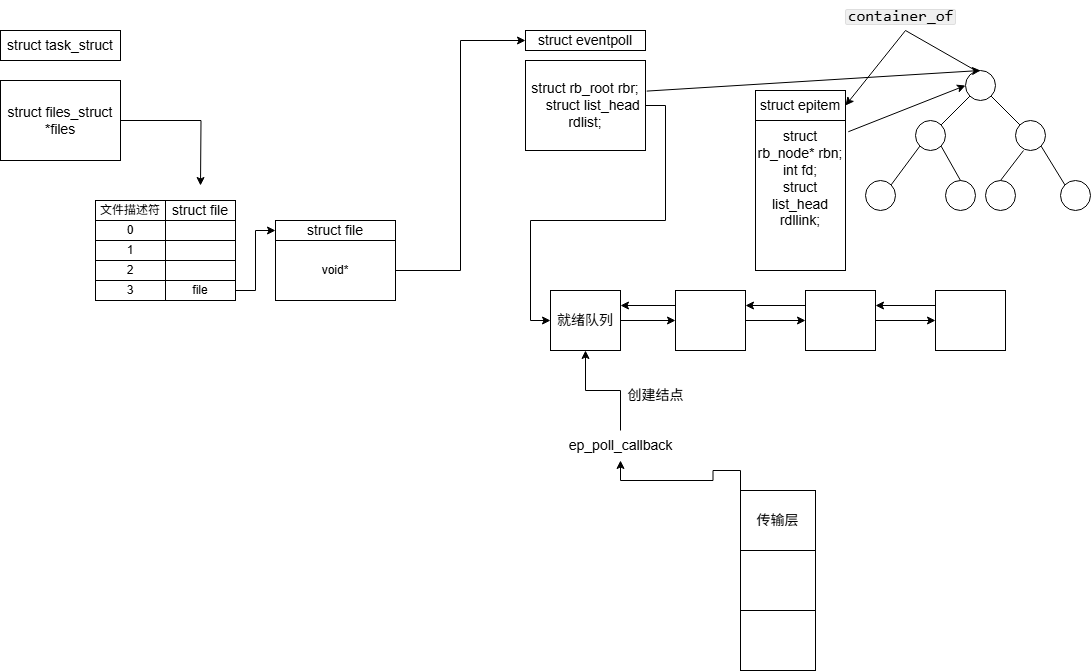 container_of
struct task_struct
struct eventpoll
struct files_struct
*files
struct rb_root rbr;
struct list_head
rdlist;
struct epitem
struct
rb_node* rbn;
int fd;
struct
list_head
rdllink;
文件描述符
struct file
0
1
2
3
file
struct file
void*
就绪队列
创建结点
ep_poll_callback
传输层